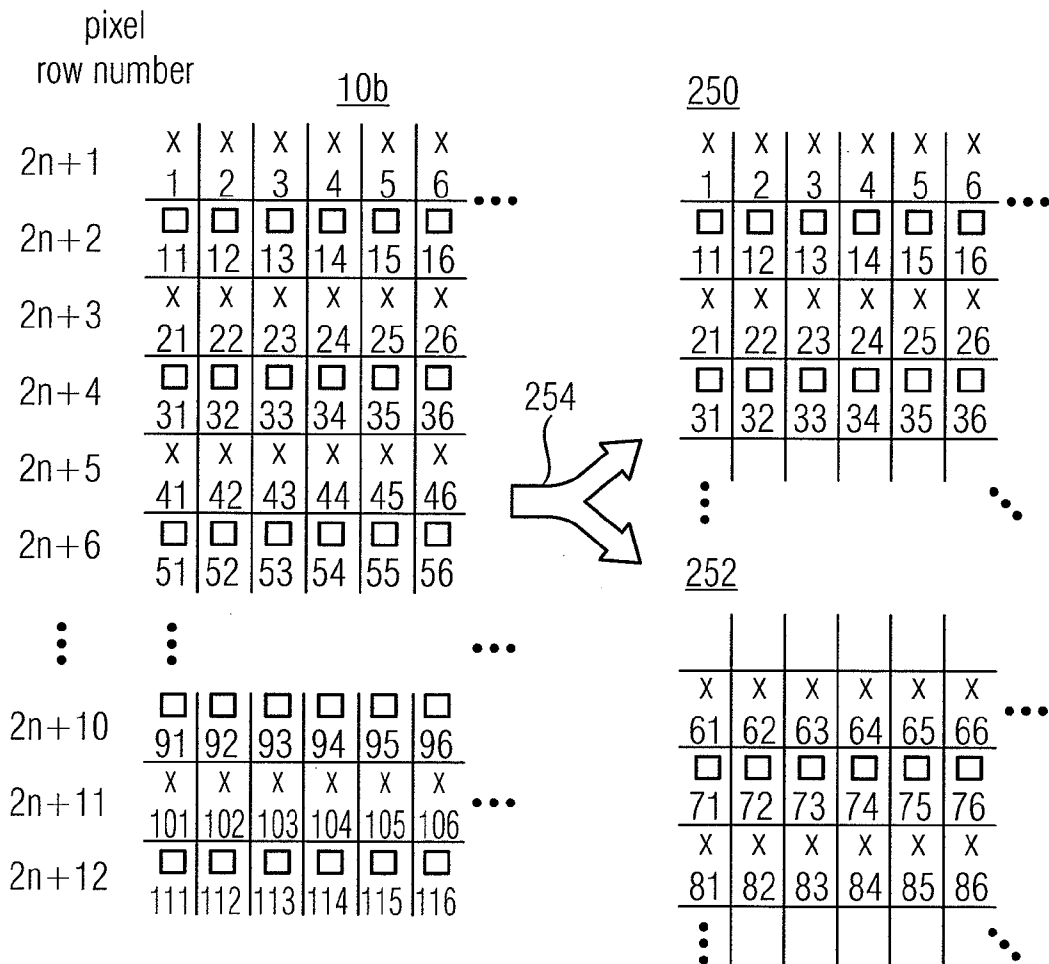 pixel
row number
10b
2n+1 X X X X X X
1 2 3 4 5 6 •••
2n+2 □ □ □ □ □ □
11 12 13 14 15 16
2n+3 X X X X X X
21 22 23 24 25 26
2n+4 □ □ □ □ □ □
31 32 33 34 35 36
2n+5 X X X X X X
41 42 43 44 45 46
2n+6 □ □ □ □ □ □
51 52 53 54 55 56
2n+10 □ □ □ □ □ □
91 92 93 94 95 96
2n+11 X X X X X X
101 102 103 104 105 106 •••
2n+12 □ □ □ □ □ □
111 112 113 114 115 116
254
250
X X X X X X
1 2 3 4 5 6 •••
□ □ □ □ □ □
11 12 13 14 15 16
X X X X X X
21 22 23 24 25 26
□ □ □ □ □ □
31 32 33 34 35 36
252
X X X X X X •••
61 62 63 64 65 66
□ □ □ □ □ □
71 72 73 74 75 76
X X X X X X
81 82 83 84 85 86